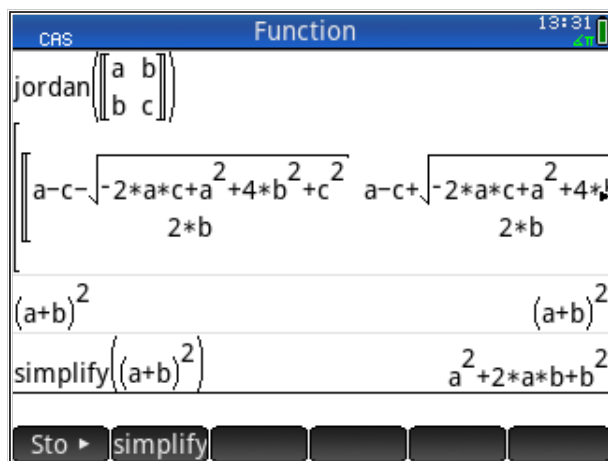 CAS Function 13:31
∡π
jordan([[a b]
[b c]])
a-c-√-2*a*c+a²+4*b²+c² a-c+√-2*a*c+a²+4*
2*b 2*b
(a+b)² (a+b)²
simplify((a+b)²) a²+2*a*b+b²
Sto ▸ simplify